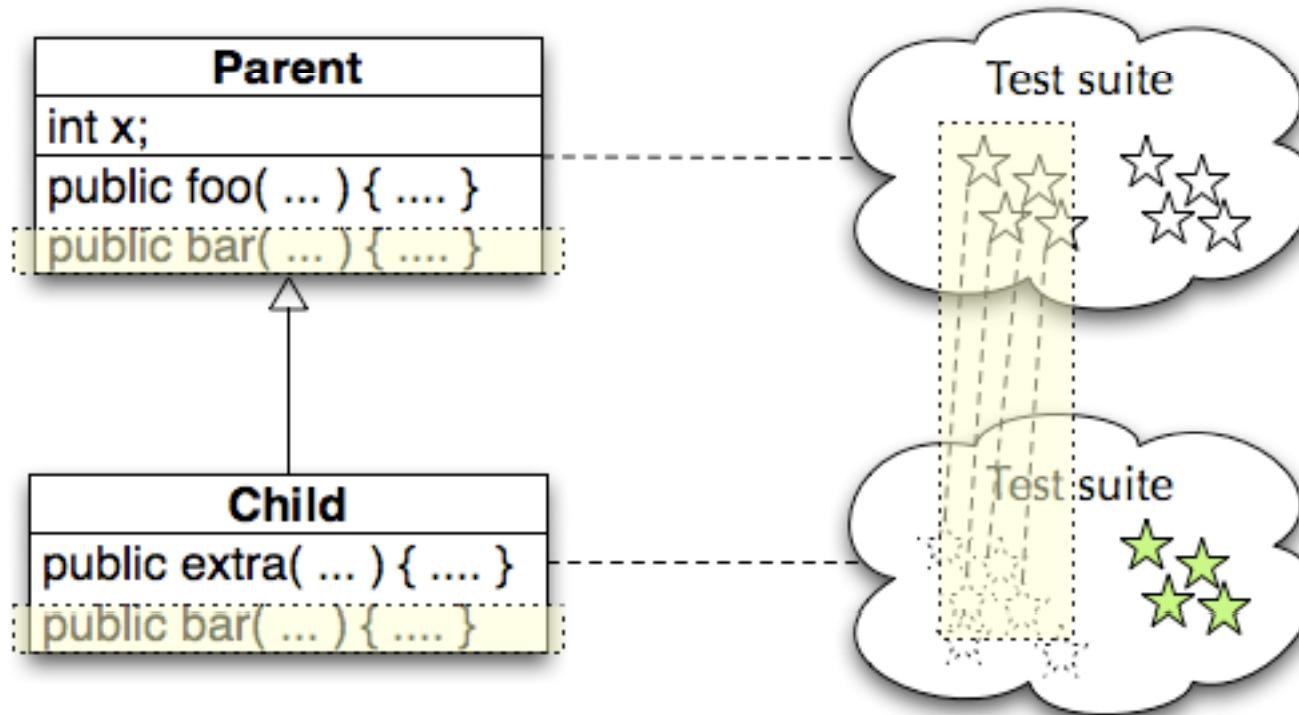 Parent
int x;
public foo( ... ) { .... }
public bar( ... ) { .... }
Test suite
Child
public extra( ... ) { .... }
public bar( ... ) { .... }
Test suite